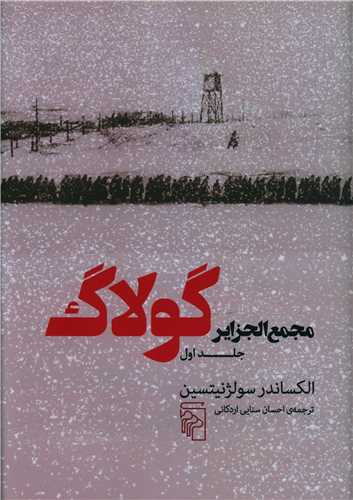 مجمع‌الجزایر گولاگ
جلد اول
الکساندر سولژنیتسین
ترجمه‌ی احسان سنایی اردکانی